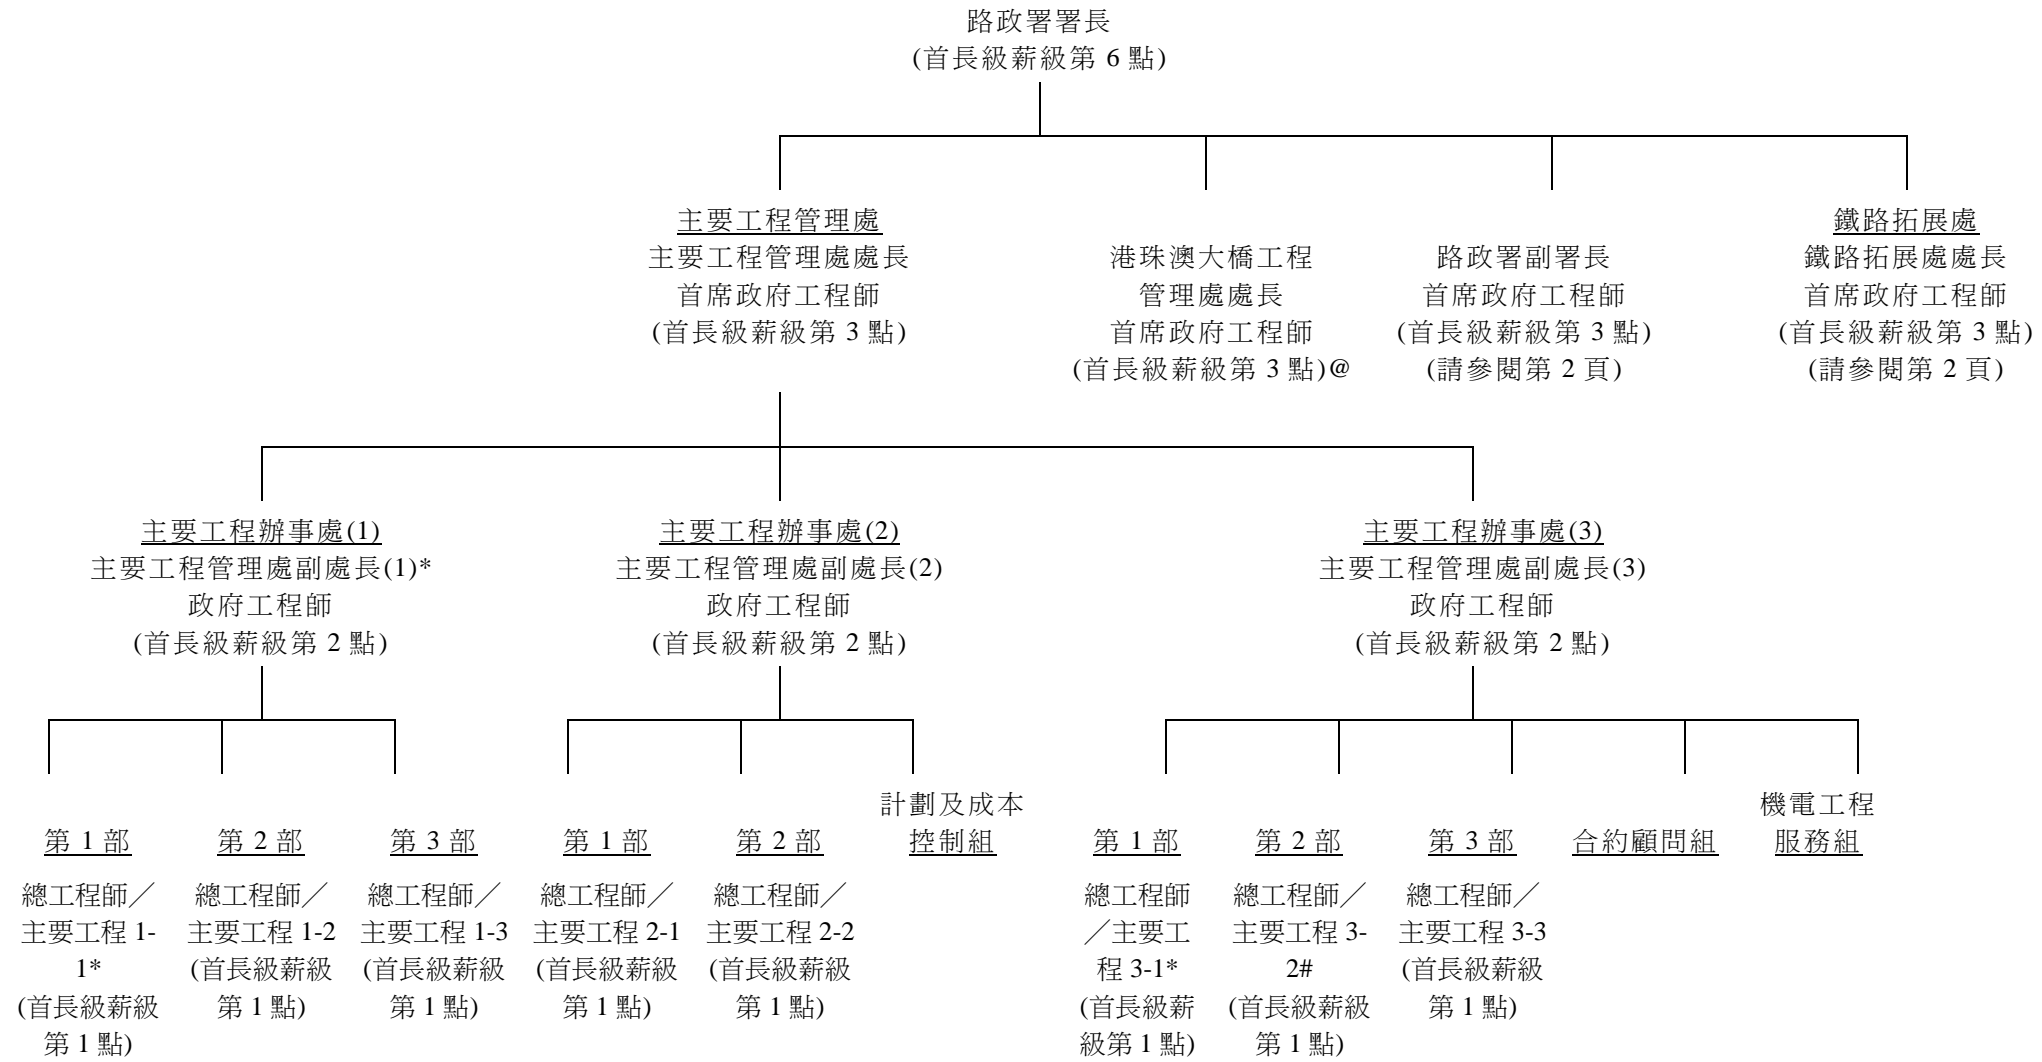 路政署署長
(首長級薪級第 6 點)
主要工程管理處
主要工程管理處處長
首席政府工程師
(首長級薪級第 3 點)
港珠澳大橋工程
管理處處長
首席政府工程師
(首長級薪級第 3 點)@
路政署副署長
首席政府工程師
(首長級薪級第 3 點)
(請參閱第 2 頁)
鐵路拓展處
鐵路拓展處處長
首席政府工程師
(首長級薪級第 3 點)
(請參閱第 2 頁)
主要工程辦事處(1)
主要工程管理處副處長(1)*
政府工程師
(首長級薪級第 2 點)
主要工程辦事處(2)
主要工程管理處副處長(2)
政府工程師
(首長級薪級第 2 點)
主要工程辦事處(3)
主要工程管理處副處長(3)
政府工程師
(首長級薪級第 2 點)
第 1 部
總工程師／
主要工程 1-
1*
(首長級薪級
第 1 點)
第 2 部
總工程師／
主要工程 1-2
(首長級薪級
第 1 點)
第 3 部
總工程師／
主要工程 1-3
(首長級薪級
第 1 點)
第 1 部
總工程師／
主要工程 2-1
(首長級薪級
第 1 點)
第 2 部
總工程師／
主要工程 2-2
(首長級薪級
第 1 點)
計劃及成本
控制組
第 1 部
總工程師
／主要工
程 3-1*
(首長級薪
級第 1 點)
第 2 部
總工程師／
主要工程 3-
2#
(首長級薪級
第 1 點)
第 3 部
總工程師／
主要工程 3-3
(首長級薪級
第 1 點)
合約顧問組
機電工程
服務組